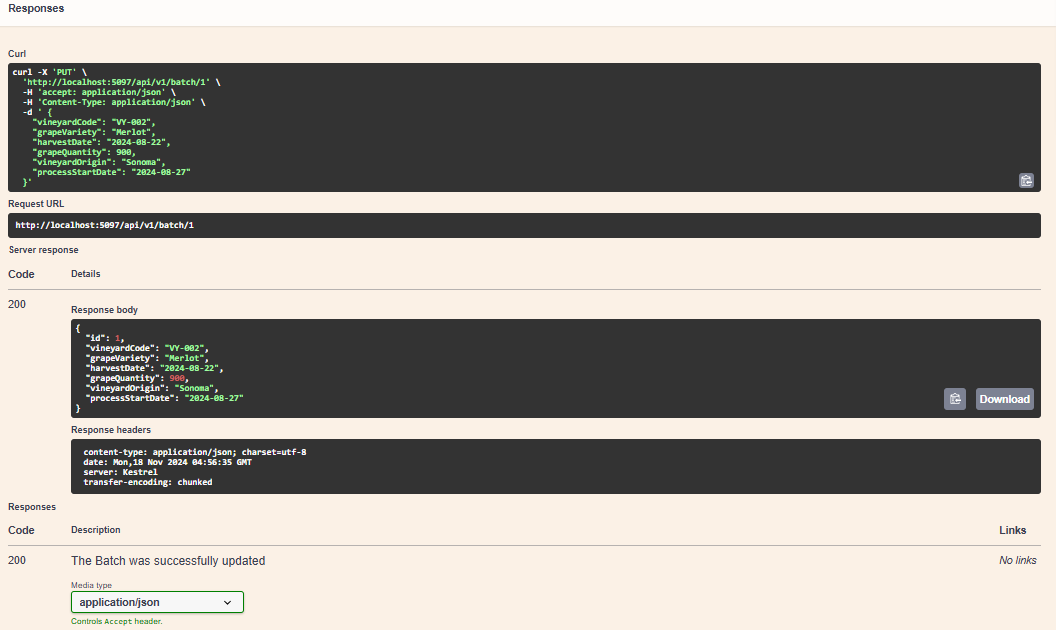 Responses
Curl
curl -X 'PUT' \
'http://localhost:5097/api/v1/batch/1' \
-H 'accept: application/json' \
-H 'Content-Type: application/json' \
-d ' {
"vineyardCode": "VY-002",
"grapeVariety": "Merlot",
"harvestDate": "2024-08-22",
"grapeQuantity": 900,
"vineyardOrigin": "Sonoma",
"processStartDate": "2024-08-27"
}'
Request URL
http://localhost:5097/api/v1/batch/1
Server response
Code Details
200
Response body
{
"id": 1,
"vineyardCode": "VY-002",
"grapeVariety": "Merlot",
"harvestDate": "2024-08-22",
"grapeQuantity": 900,
"vineyardOrigin": "Sonoma",
"processStartDate": "2024-08-27"
}
Download
Response headers
content-type: application/json; charset=utf-8
date: Mon,18 Nov 2024 04:56:35 GMT
server: Kestrel
transfer-encoding: chunked
Responses
Code Description Links
200 The Batch was successfully updated No links
Media type
application/json
Controls Accept header.